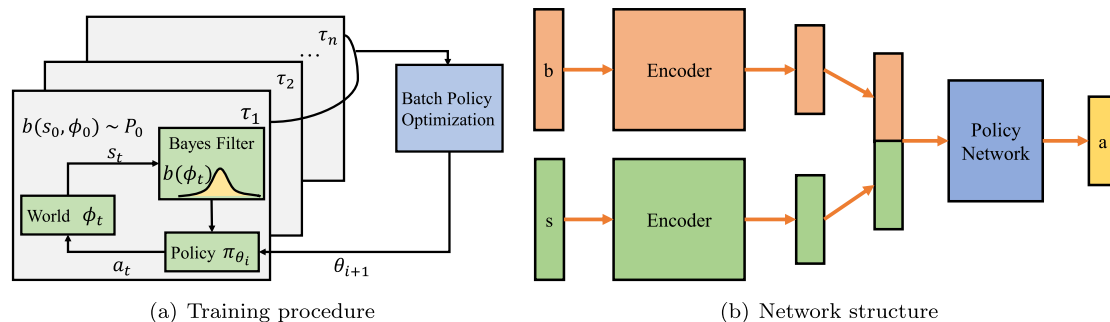 τₙ
...
τ₂
τ₁
b(s₀, ϕ₀) ~ P₀
Bayes Filter
b(ϕₜ)
sₜ
World ϕₜ
Policy π_θᵢ
aₜ
Batch Policy
Optimization
θᵢ₊₁
(a) Training procedure
b
Encoder
s
Encoder
Policy
Network
a
(b) Network structure